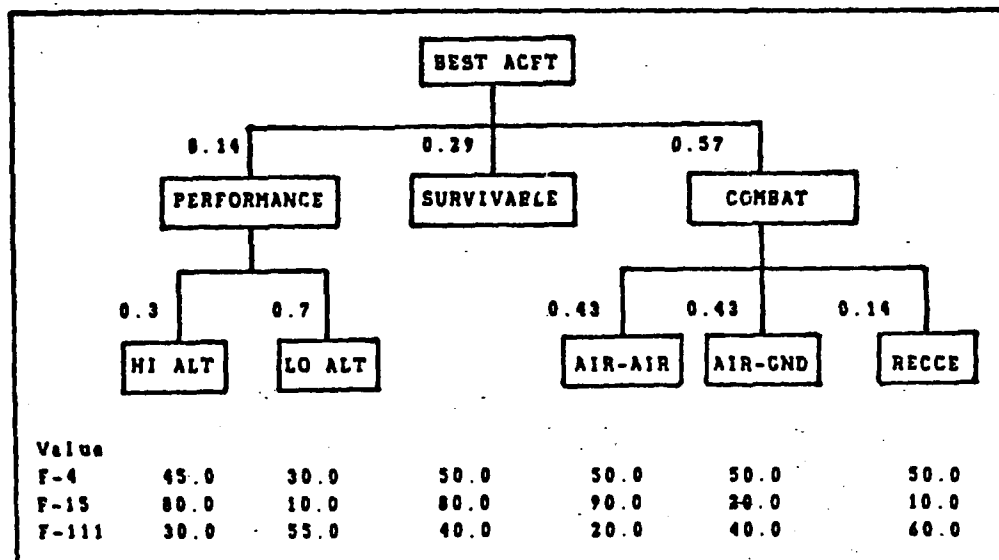 BEST ACFT
0.14 0.29 0.57
PERFORMANCE SURVIVABLE COMBAT
0.3 0.7 0.43 0.43 0.14
HI ALT LO ALT AIR-AIR AIR-GND RECCE
Value
F-4 45.0 30.0 50.0 50.0 50.0 50.0
F-15 80.0 10.0 80.0 90.0 20.0 10.0
F-111 30.0 55.0 40.0 20.0 40.0 60.0